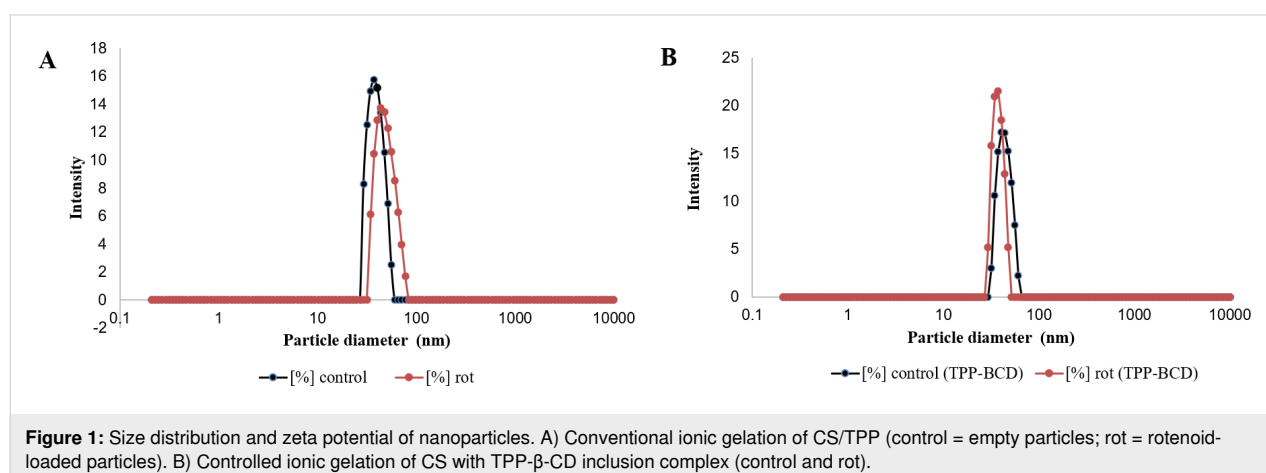 A
18
16
14
12
10
8
6
4
2
0
-2
Intensity
0.1 1 10 100 1000 10000
Particle diameter (nm)
[%] control [%] rot
B
25
20
15
10
5
0
Intensity
0.1 1 10 100 1000 10000
Particle diameter (nm)
[%] control (TPP-BCD) [%] rot (TPP-BCD)
Figure 1: Size distribution and zeta potential of nanoparticles. A) Conventional ionic gelation of CS/TPP (control = empty particles; rot = rotenoid-
loaded particles). B) Controlled ionic gelation of CS with TPP-β-CD inclusion complex (control and rot).